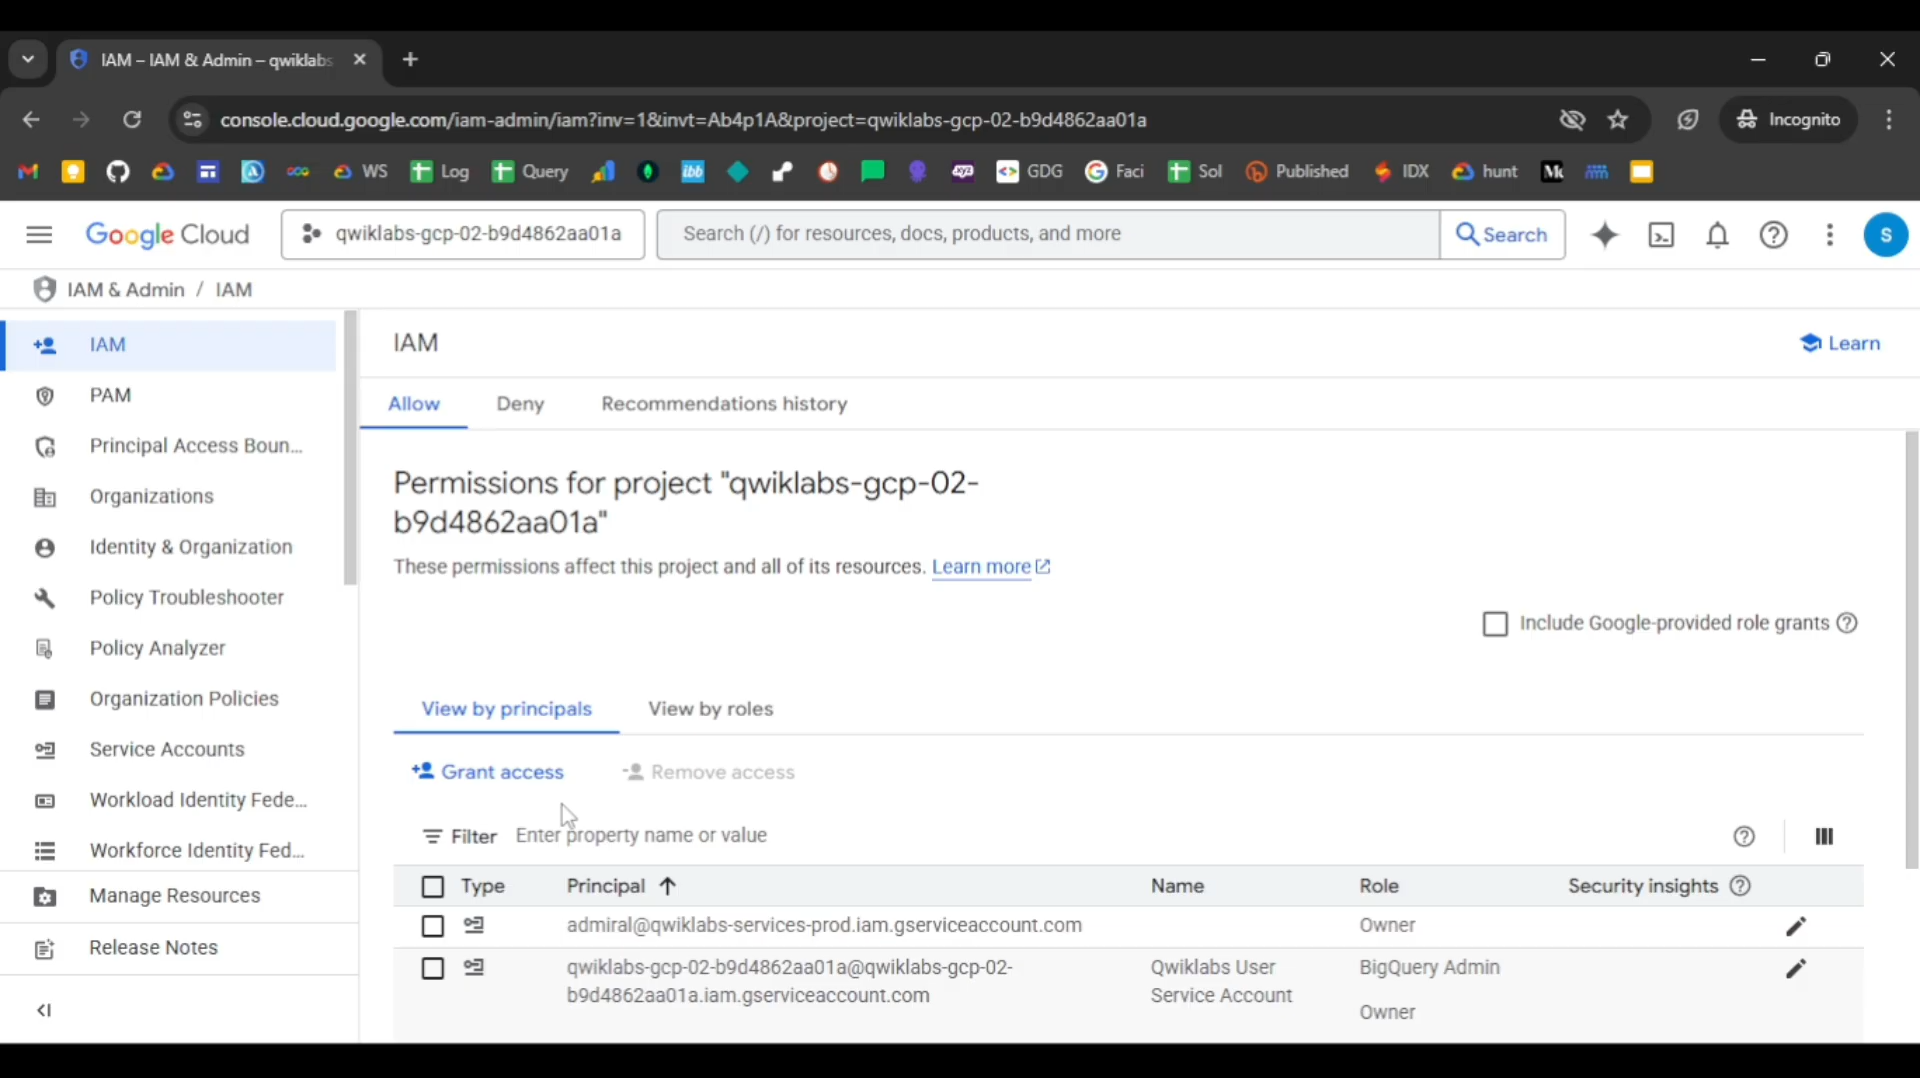 IAM – IAM & Admin – qwiklabs
console.cloud.google.com/iam-admin/iam?inv=1&invt=Ab4p1A&project=qwiklabs-gcp-02-b9d4862aa01a
Incognito
WS Log Query ibb GDG Faci Sol Published IDX hunt
Google Cloud qwiklabs-gcp-02-b9d4862aa01a Search (/) for resources, docs, products, and more Search S
IAM & Admin / IAM
IAM
PAM
Principal Access Boun...
Organizations
Identity & Organization
Policy Troubleshooter
Policy Analyzer
Organization Policies
Service Accounts
Workload Identity Fede...
Workforce Identity Fed...
Manage Resources
Release Notes
IAM
Learn
Allow Deny Recommendations history
Permissions for project "qwiklabs-gcp-02-
b9d4862aa01a"
These permissions affect this project and all of its resources. Learn more
Include Google-provided role grants
View by principals View by roles
Grant access Remove access
Filter Enter property name or value
Type Principal Name Role Security insights
admiral@qwiklabs-services-prod.iam.gserviceaccount.com Owner
qwiklabs-gcp-02-b9d4862aa01a@qwiklabs-gcp-02- Qwiklabs User BigQuery Admin
b9d4862aa01a.iam.gserviceaccount.com Service Account
Owner